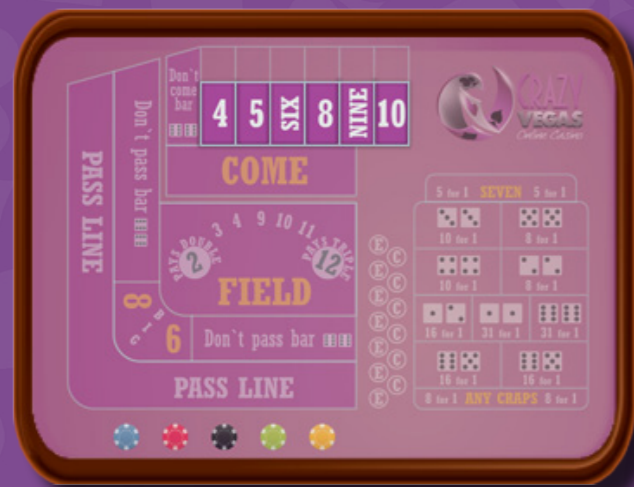 Don't
come
bar
4 5 SIX 8 NINE 10
CRAZY
VEGAS
Online Casino
COME
Don`t pass bar
PASS LINE
5 for 1 SEVEN 5 for 1
3 4 9 10 11
PAYS DOUBLE
2
PAYS TRIPLE
12
FIELD
10 for 1 8 for 1
10 for 1 8 for 1
16 for 1 31 for 1 31 for 1
16 for 1 16 for 1
8 for 1 ANY CRAPS 8 for 1
E C
E C
E C
E C
E C
E C
E
8
BIG
6
Don`t pass bar
PASS LINE